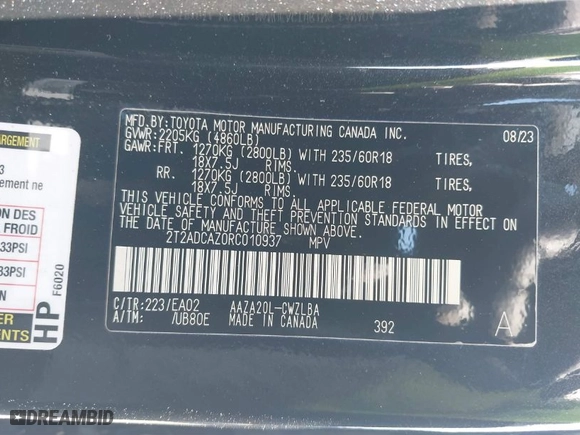 MFD.BY:TOYOTA MOTOR MANUFACTURING CANADA INC. 08/23
GVWR:2205KG (4860LB)
GAWR:FRT. 1270KG (2800LB) WITH 235/60R18 TIRES,
18X7.5J RIMS,
RR. 1270KG (2800LB) WITH 235/60R18 TIRES,
18X7.5J RIMS,
THIS VEHICLE CONFORMS TO ALL APPLICABLE FEDERAL MOTOR
VEHICLE SAFETY AND THEFT PREVENTION STANDARDS IN EFFECT ON
THE DATE OF MANUFACTURE SHOWN ABOVE.
2T2ADCAZ0RC010937 MPV
C/TR:223/EA02 AAZA20L-CWZLBA
A/TM: /UB80E MADE IN CANADA 392 A
3
ement ne
ION DES
FROID
33PSI
33PSI
N
F6020
HP
ENTS
DREAMBID